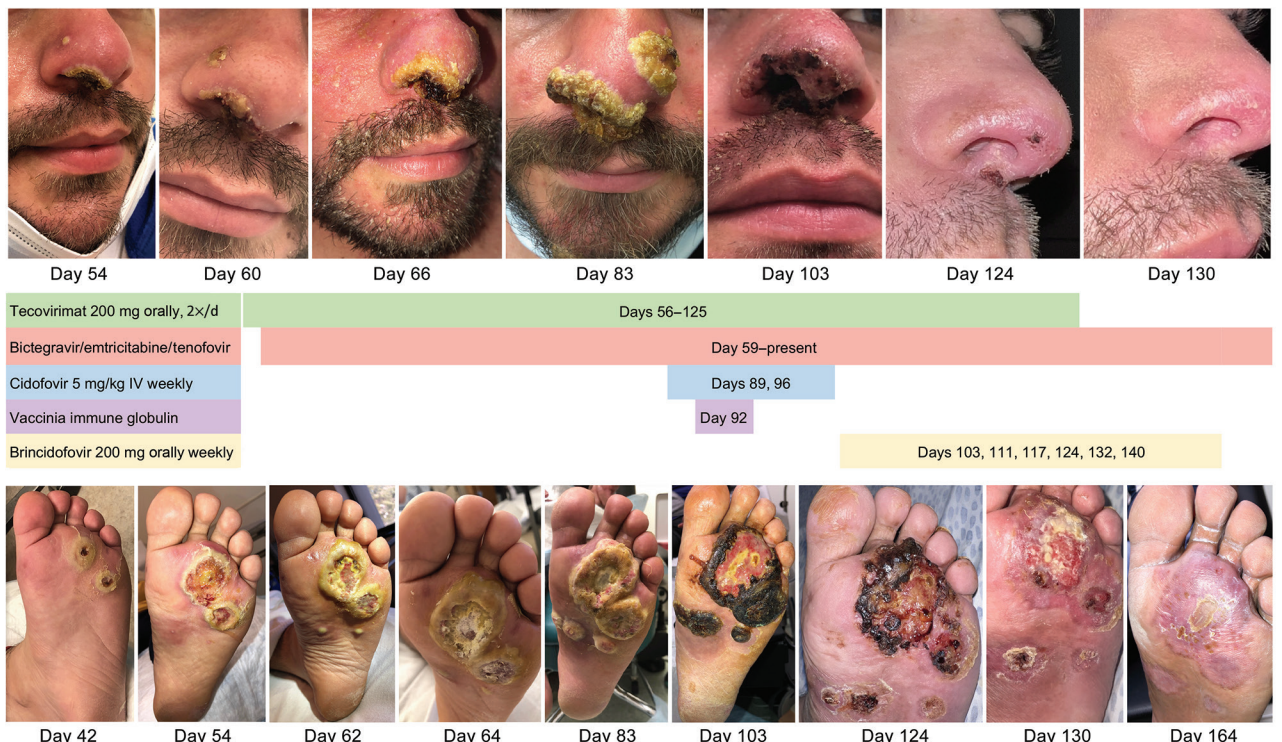 Day 54
Day 60
Day 66
Day 83
Day 103
Day 124
Day 130
Tecovirimat 200 mg orally, 2×/d
Days 56–125
Bictegravir/emtricitabine/tenofovir
Day 59–present
Cidofovir 5 mg/kg IV weekly
Days 89, 96
Vaccinia immune globulin
Day 92
Brincidofovir 200 mg orally weekly
Days 103, 111, 117, 124, 132, 140
Day 42
Day 54
Day 62
Day 64
Day 83
Day 103
Day 124
Day 130
Day 164